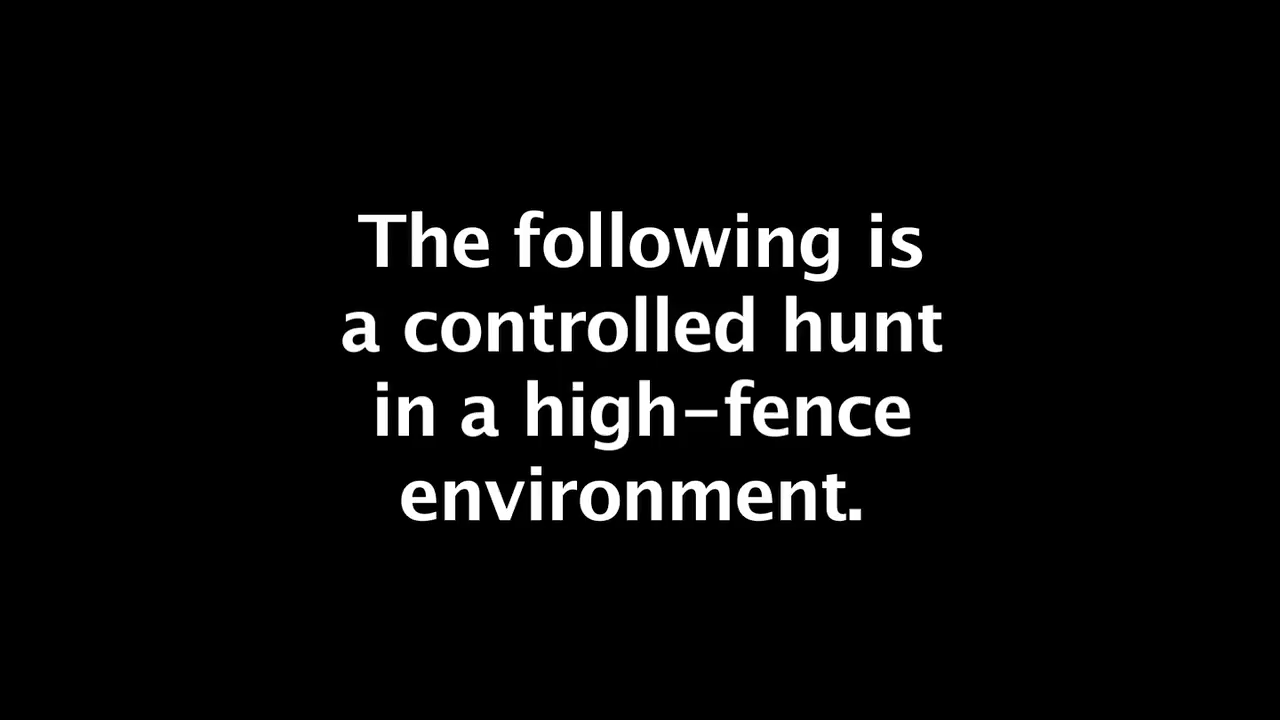 The following is
a controlled hunt
in a high-fence
environment.